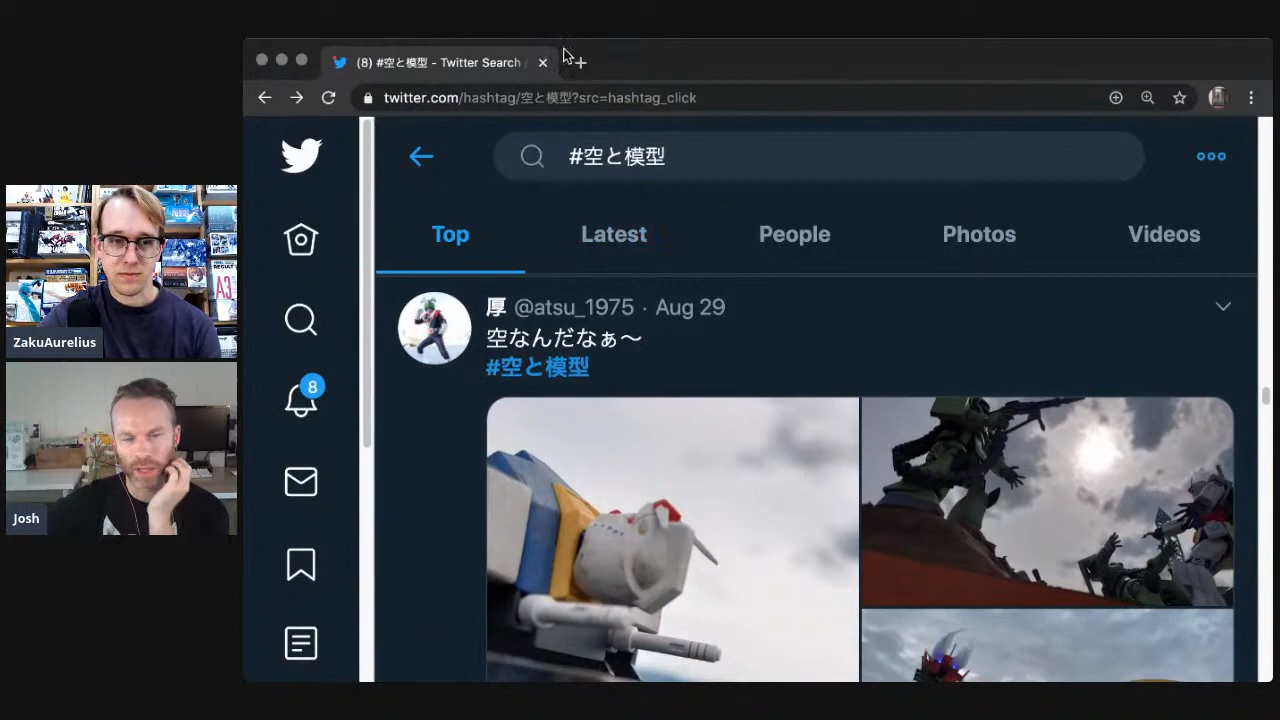 (8) #空と模型 - Twitter Search /
twitter.com/hashtag/空と模型?src=hashtag_click
#空と模型
Top
Latest
People
Photos
Videos
厚 @atsu_1975 · Aug 29
空なんだなぁ〜
#空と模型
8
ZakuAurelius
Josh
A3